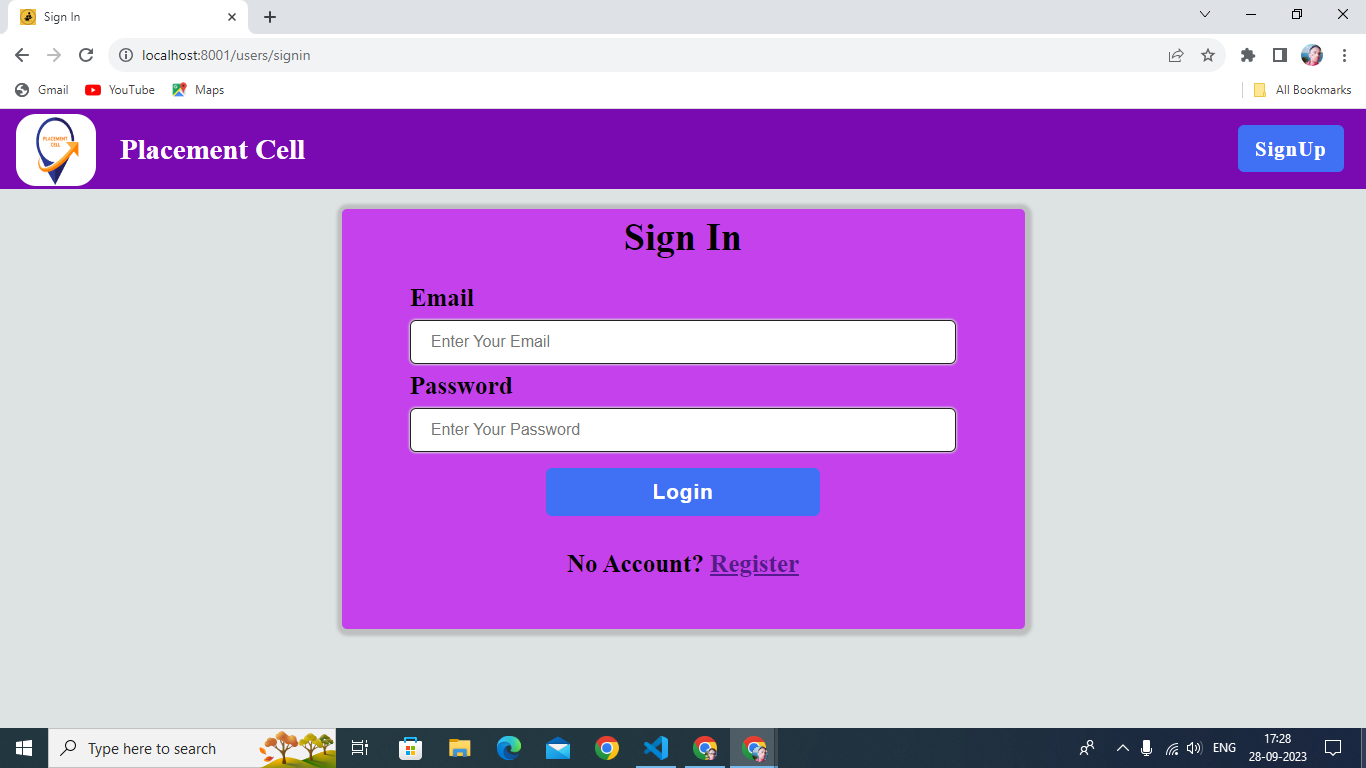 Sign In
localhost:8001/users/signin
Gmail YouTube Maps All Bookmarks
PLACEMENT
CELL
Placement Cell
SignUp
Sign In
Email
Enter Your Email
Password
Enter Your Password
Login
No Account? Register
Type here to search
ENG
17:28
28-09-2023